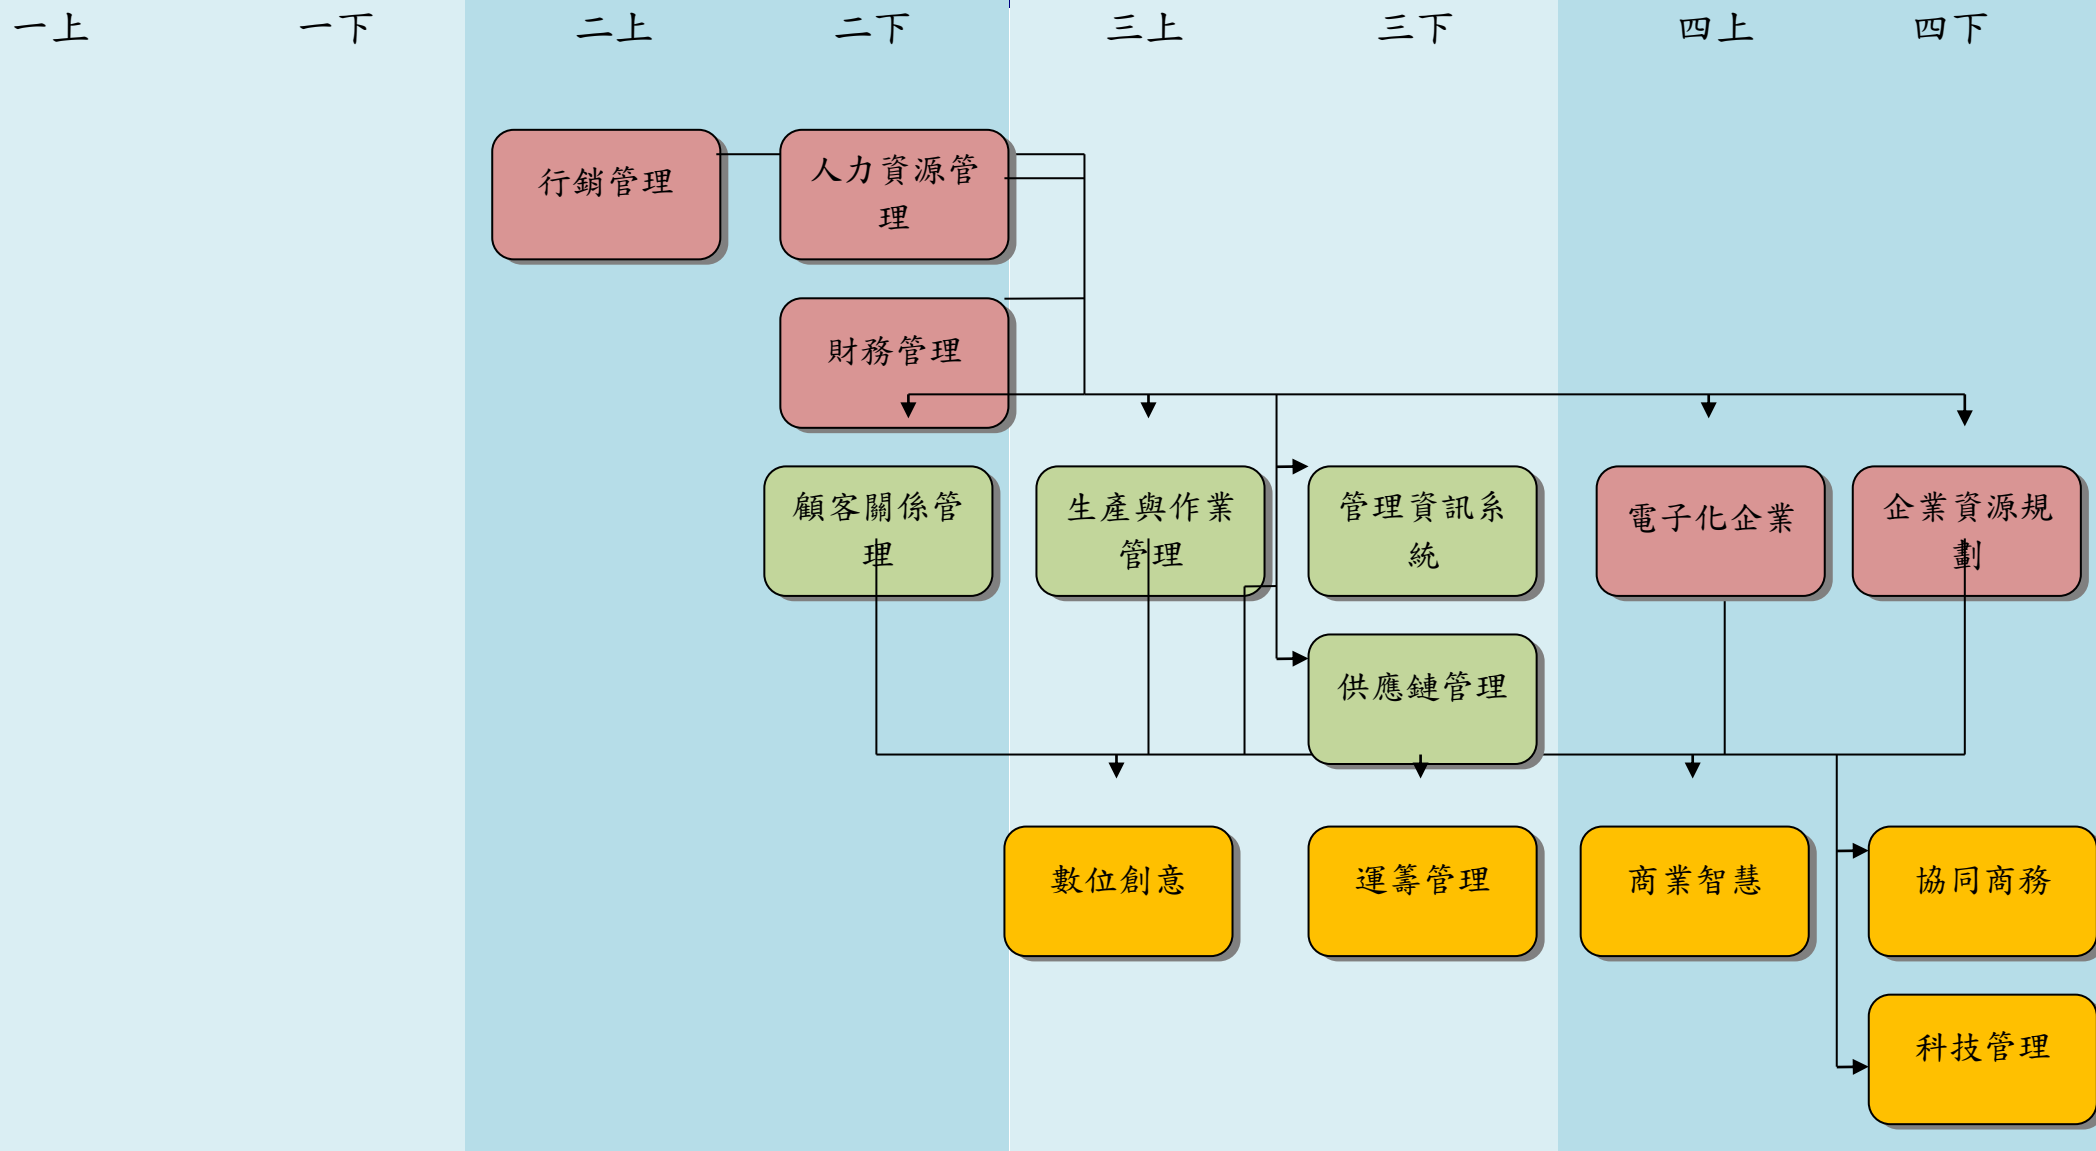 一上 一下 二上 二下 三上 三下 四上 四下
行銷管理
人力資源管
理
財務管理
顧客關係管
理
生產與作業
管理
管理資訊系
統
電子化企業
企業資源規
劃
供應鏈管理
數位創意
運籌管理
商業智慧
協同商務
科技管理